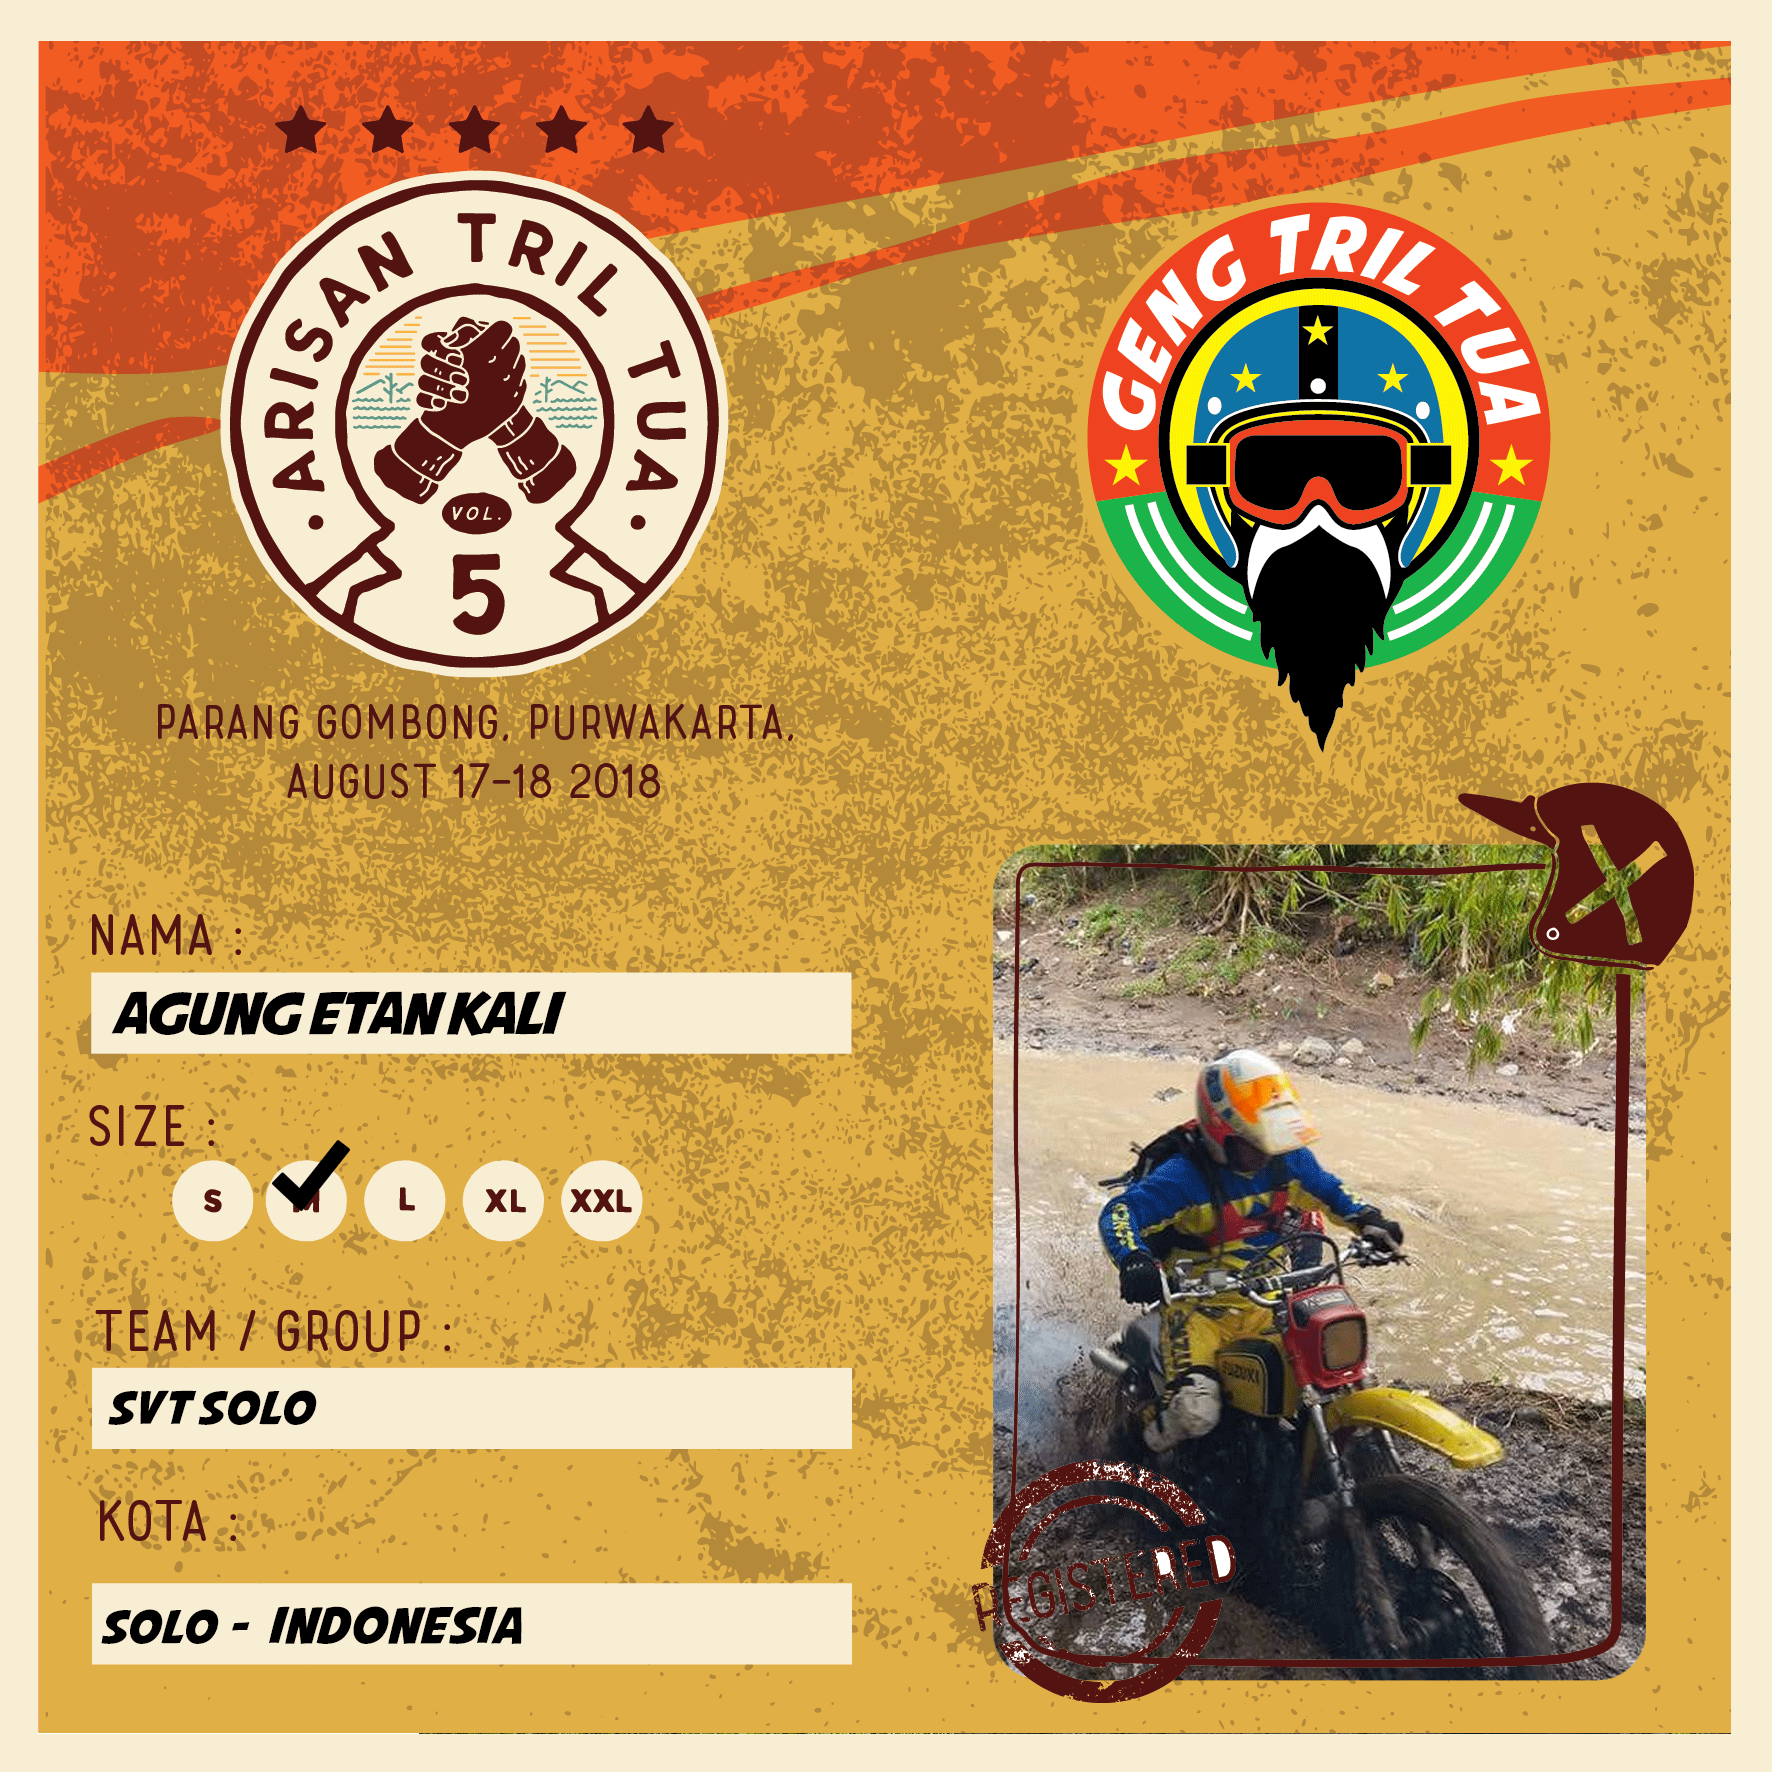 ARISAN TRIL TUA
VOL.
5
GENG TRIL TUA
PARANG GOMBONG, PURWAKARTA,
AUGUST 17-18 2018
NAMA :
AGUNG ETAN KALI
SIZE :
S M L XL XXL
TEAM / GROUP :
SVT SOLO
KOTA :
SOLO - INDONESIA
SUZUKI
REGISTERED